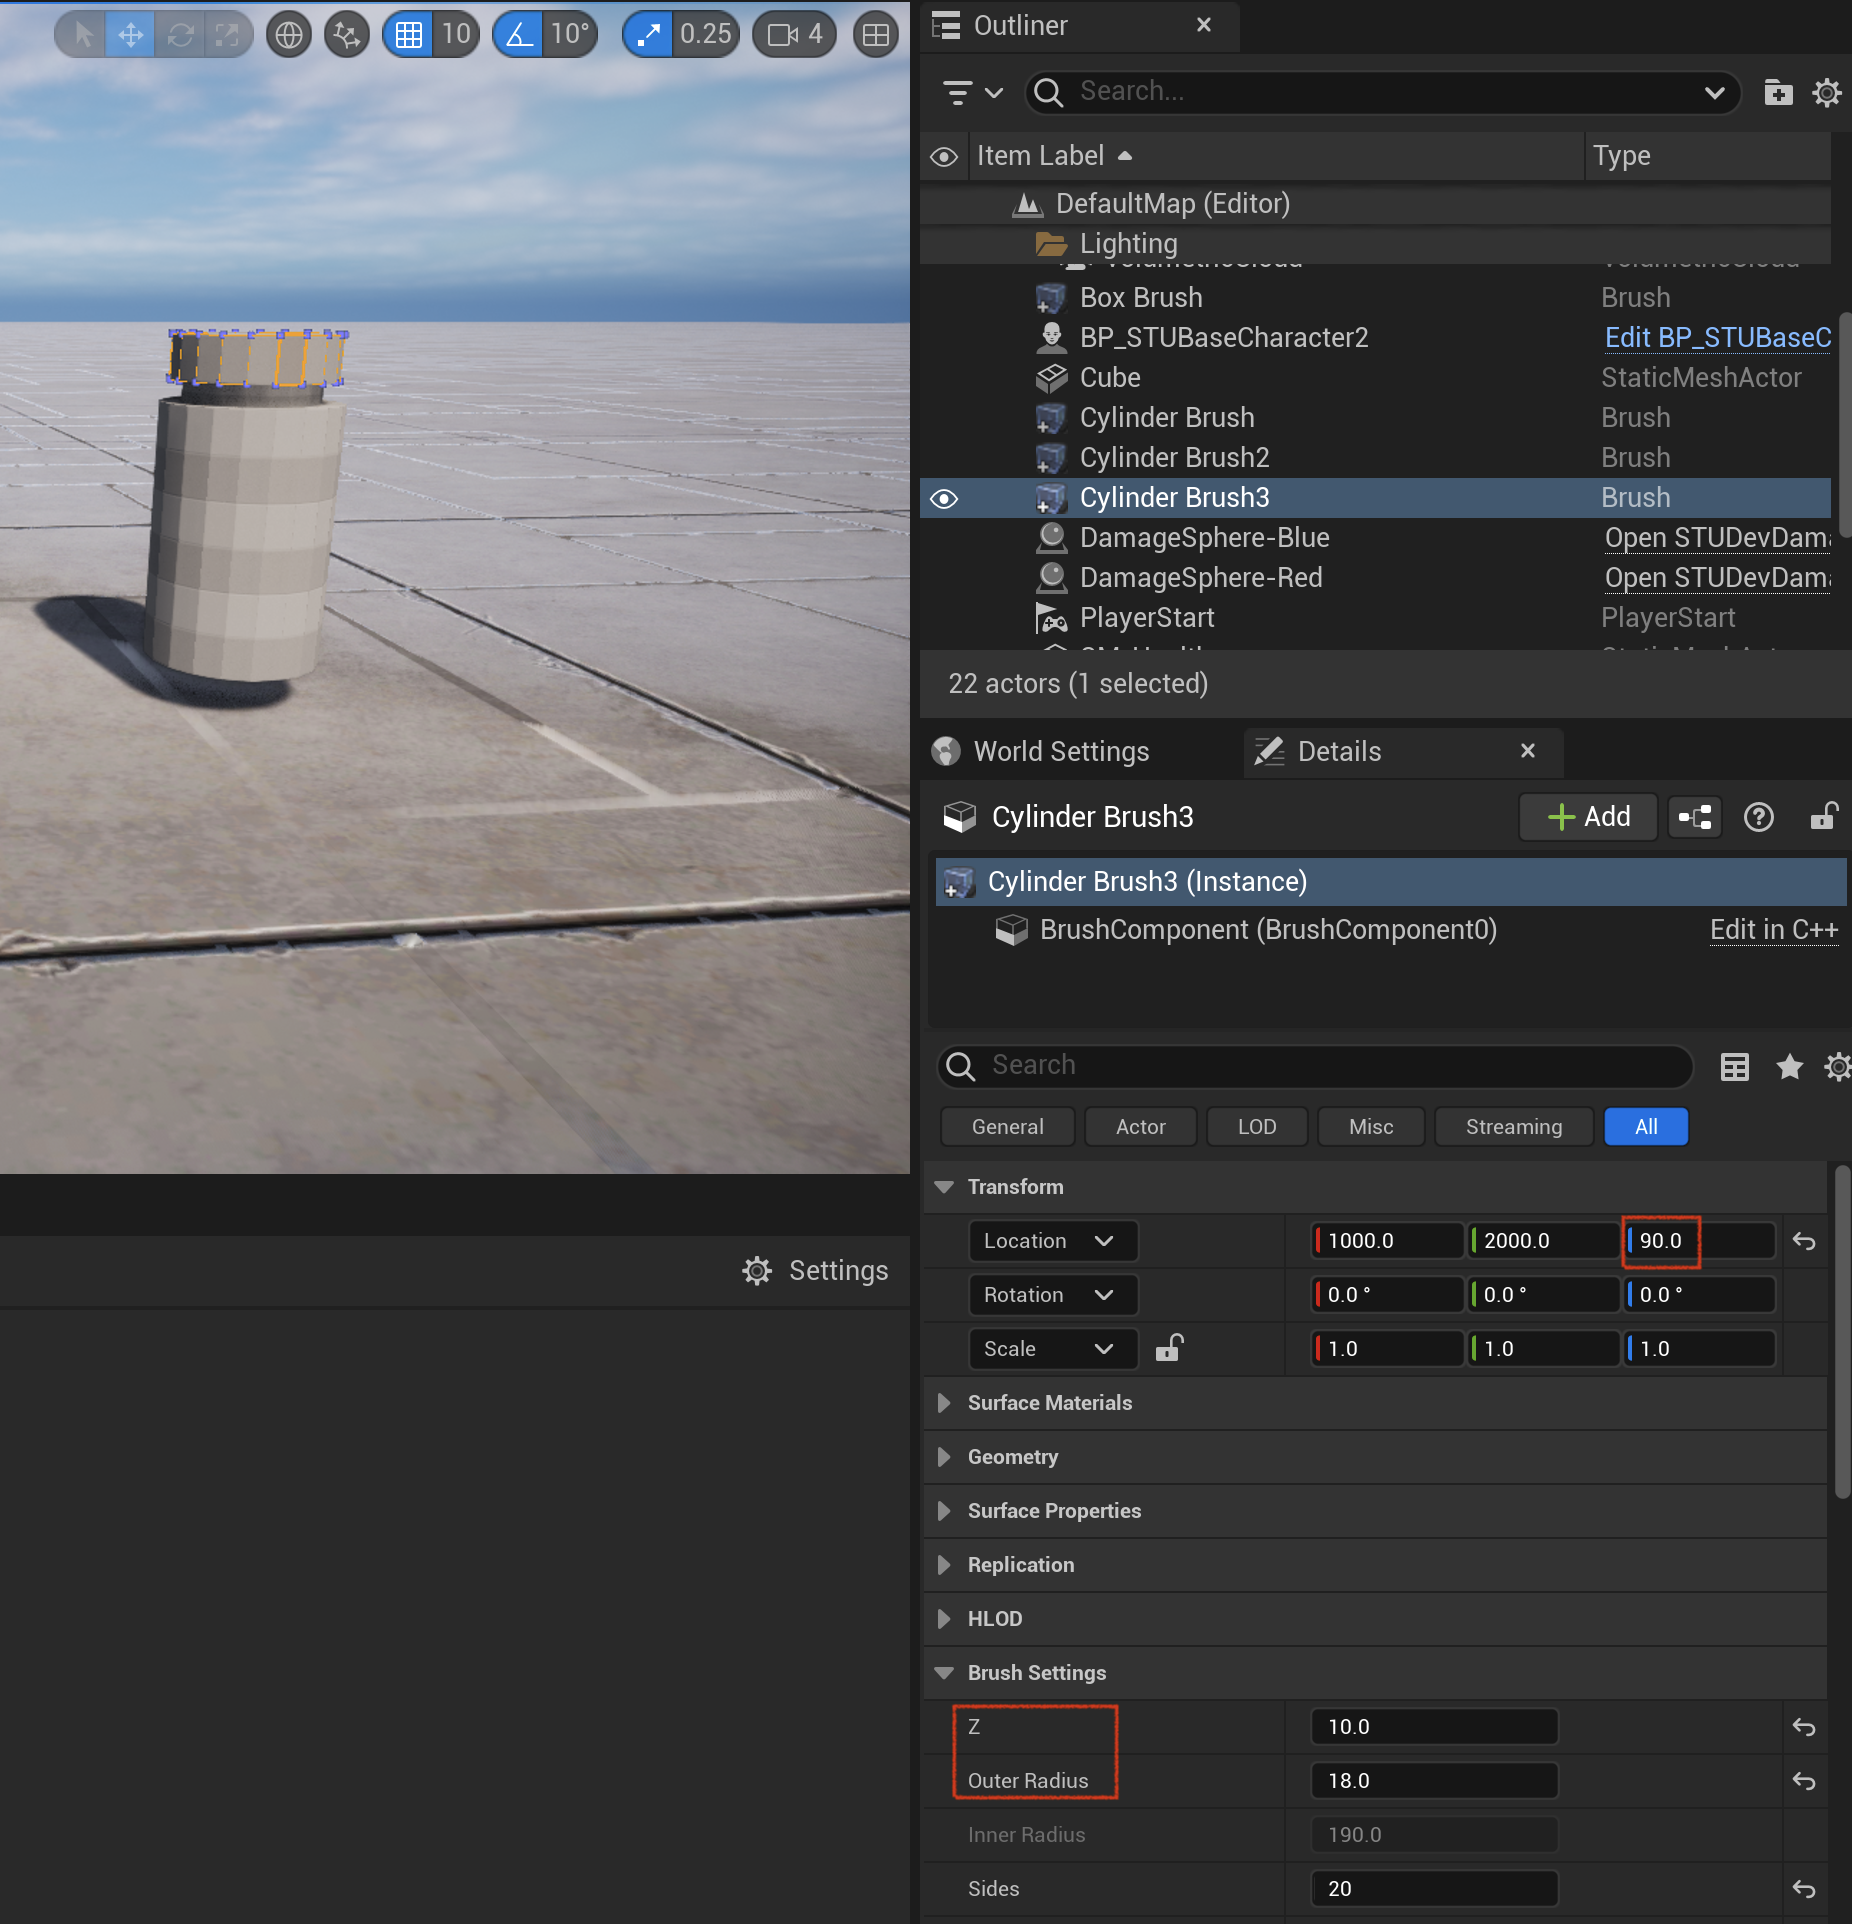 10
10°
0.25
4
Outliner
Search...
Item Label
Type
DefaultMap (Editor)
Lighting
Box Brush
Brush
BP_STUBaseCharacter2
Edit BP_STUBaseC
Cube
StaticMeshActor
Cylinder Brush
Brush
Cylinder Brush2
Brush
Cylinder Brush3
Brush
DamageSphere-Blue
Open STUDevDam
DamageSphere-Red
Open STUDevDam
PlayerStart
PlayerStart
22 actors (1 selected)
World Settings
Details
Cylinder Brush3
Add
Cylinder Brush3 (Instance)
BrushComponent (BrushComponent0)
Edit in C++
Search
General
Actor
LOD
Misc
Streaming
All
Transform
Location
1000.0
2000.0
90.0
Rotation
0.0 °
0.0 °
0.0 °
Scale
1.0
1.0
1.0
Settings
Surface Materials
Geometry
Surface Properties
Replication
HLOD
Brush Settings
Z
10.0
Outer Radius
18.0
Inner Radius
190.0
Sides
20